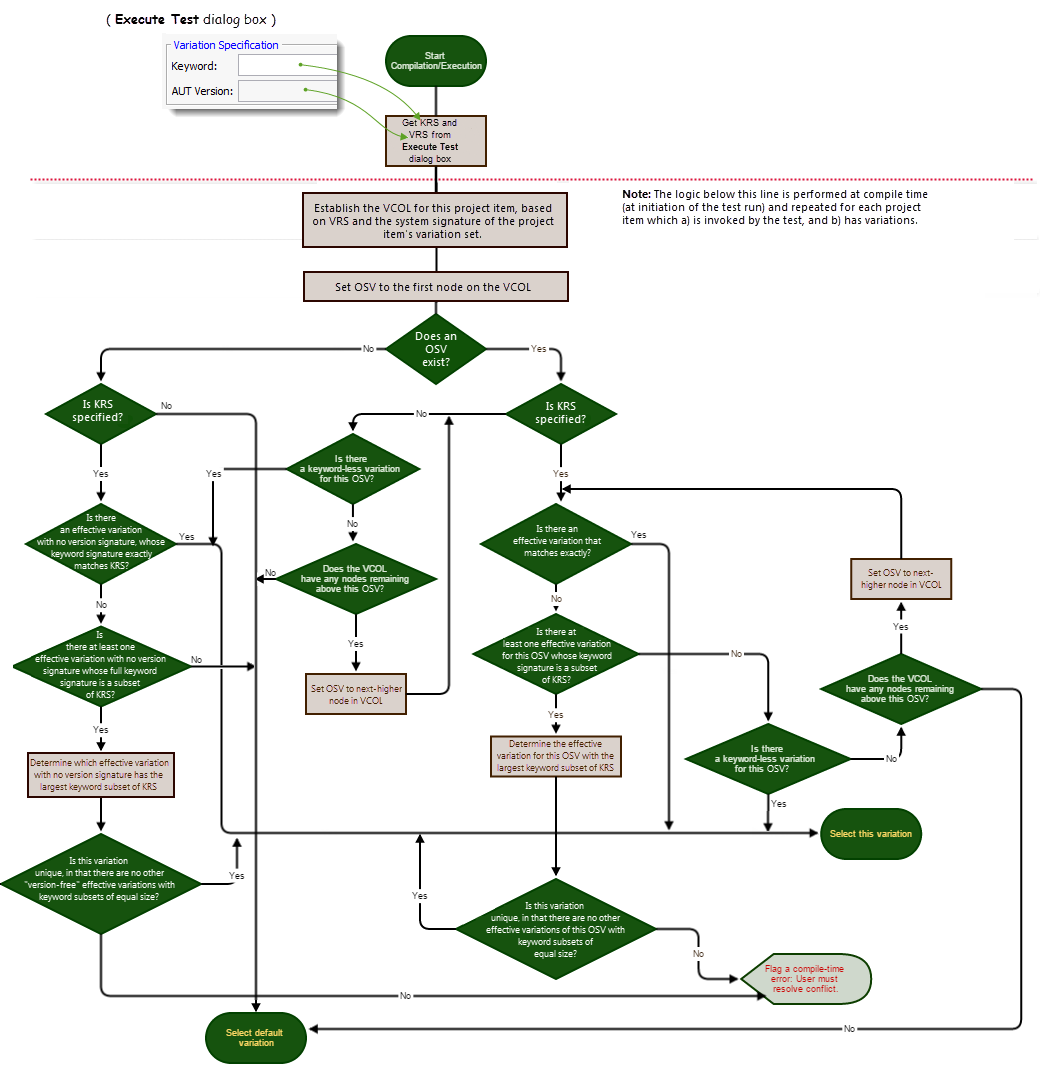 ( Execute Test dialog box )
Variation Specification
Keyword:
AUT Version:
Start
Compilation/Execution
Get KRS and
VRS from
Execute Test
dialog box
Note: The logic below this line is performed at compile time
(at initiation of the test run) and repeated for each project
item which a) is invoked by the test, and b) has variations.
Establish the VCOL for this project item, based
on VRS and the system signature of the project
item's variation set.
Set OSV to the first node on the VCOL
Does an
OSV
exist?
No
Yes
Is KRS
specified?
No
Yes
Is KRS
specified?
No
Yes
Is there
a keyword-less variation
for this OSV?
Yes
No
Is there
an effective variation
with no version signature, whose
keyword signature exactly
matches KRS?
Yes
No
Does the VCOL
have any nodes remaining
above this OSV?
No
Yes
Is there an
effective variation that
matches exactly?
Yes
No
Set OSV to next-
higher node in VCOL
Yes
Is
there at least one
effective variation with no version
signature whose full keyword
signature is a subset
of KRS?
No
Yes
Set OSV to next-higher
node in VCOL
Is there at
least one effective variation
for this OSV whose keyword
signature is a subset
of KRS?
No
Yes
Does the VCOL
have any nodes remaining
above this OSV?
Determine which effective variation
with no version signature has the
largest keyword subset of KRS
Determine the effective
variation for this OSV with the
largest keyword subset of KRS
Is there
a keyword-less variation
for this OSV?
No
Yes
Select this variation
Is this variation
unique, in that there are no other
"version-free" effective variations with
keyword subsets of equal size?
Yes
Yes
Is this variation
unique, in that there are no other
effective variations of this OSV with
keyword subsets of
equal size?
No
Flag a compile-time
error: User must
resolve conflict.
No
Select default
variation
No